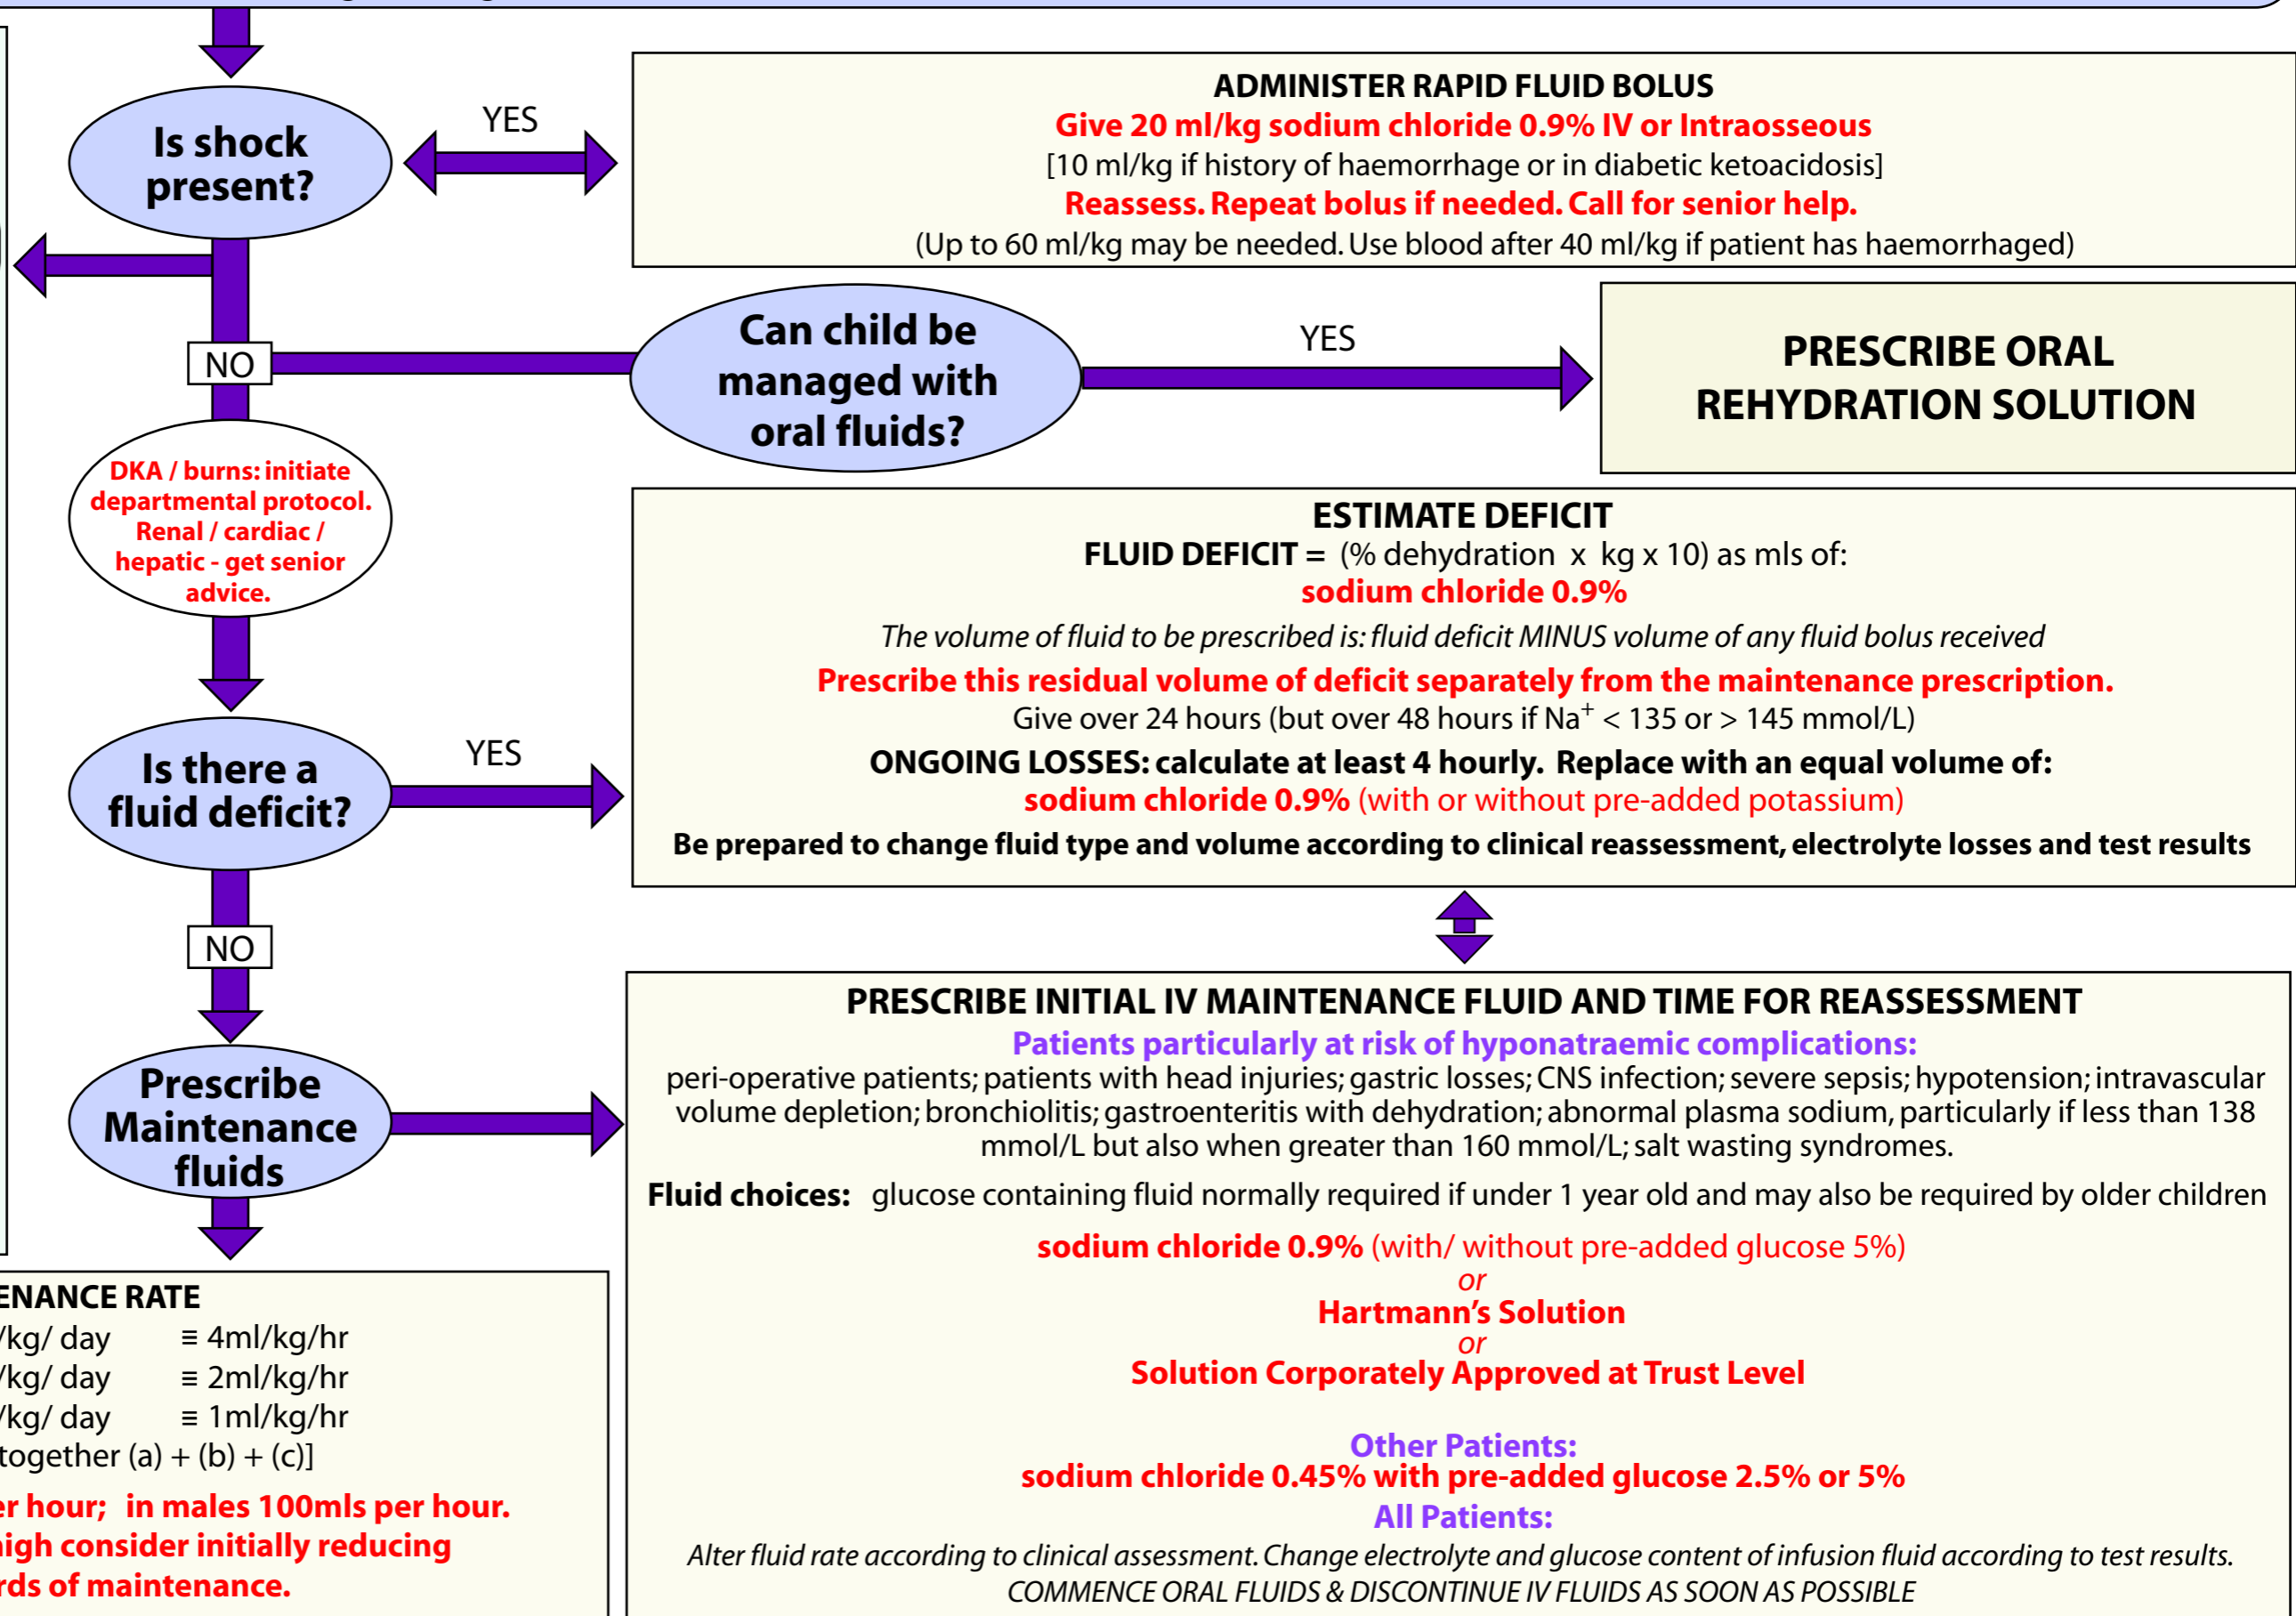 Is shock
present?
YES
ADMINISTER RAPID FLUID BOLUS
Give 20 ml/kg sodium chloride 0.9% IV or Intraosseous
[10 ml/kg if history of haemorrhage or in diabetic ketoacidosis]
Reassess. Repeat bolus if needed. Call for senior help.
(Up to 60 ml/kg may be needed. Use blood after 40 ml/kg if patient has haemorrhaged)
NO
Can child be
managed with
oral fluids?
YES
PRESCRIBE ORAL
REHYDRATION SOLUTION
DKA / burns: initiate
departmental protocol.
Renal / cardiac /
hepatic - get senior
advice.
Is there a
fluid deficit?
YES
ESTIMATE DEFICIT
FLUID DEFICIT = (% dehydration x kg x 10) as mls of:
sodium chloride 0.9%
The volume of fluid to be prescribed is: fluid deficit MINUS volume of any fluid bolus received
Prescribe this residual volume of deficit separately from the maintenance prescription.
Give over 24 hours (but over 48 hours if Na⁺ < 135 or > 145 mmol/L)
ONGOING LOSSES: calculate at least 4 hourly. Replace with an equal volume of:
sodium chloride 0.9% (with or without pre-added potassium)
Be prepared to change fluid type and volume according to clinical reassessment, electrolyte losses and test results
NO
Prescribe
Maintenance
fluids
PRESCRIBE INITIAL IV MAINTENANCE FLUID AND TIME FOR REASSESSMENT
Patients particularly at risk of hyponatraemic complications:
peri-operative patients; patients with head injuries; gastric losses; CNS infection; severe sepsis; hypotension; intravascular
volume depletion; bronchiolitis; gastroenteritis with dehydration; abnormal plasma sodium, particularly if less than 138
mmol/L but also when greater than 160 mmol/L; salt wasting syndromes.
Fluid choices: glucose containing fluid normally required if under 1 year old and may also be required by older children
sodium chloride 0.9% (with/ without pre-added glucose 5%)
or
Hartmann's Solution
or
Solution Corporately Approved at Trust Level
Other Patients:
sodium chloride 0.45% with pre-added glucose 2.5% or 5%
All Patients:
Alter fluid rate according to clinical assessment. Change electrolyte and glucose content of infusion fluid according to test results.
COMMENCE ORAL FLUIDS & DISCONTINUE IV FLUIDS AS SOON AS POSSIBLE
ENANCE RATE
/kg/ day ≡ 4ml/kg/hr
/kg/ day ≡ 2ml/kg/hr
/kg/ day ≡ 1ml/kg/hr
together (a) + (b) + (c)]
er hour; in males 100mls per hour.
high consider initially reducing
rds of maintenance.